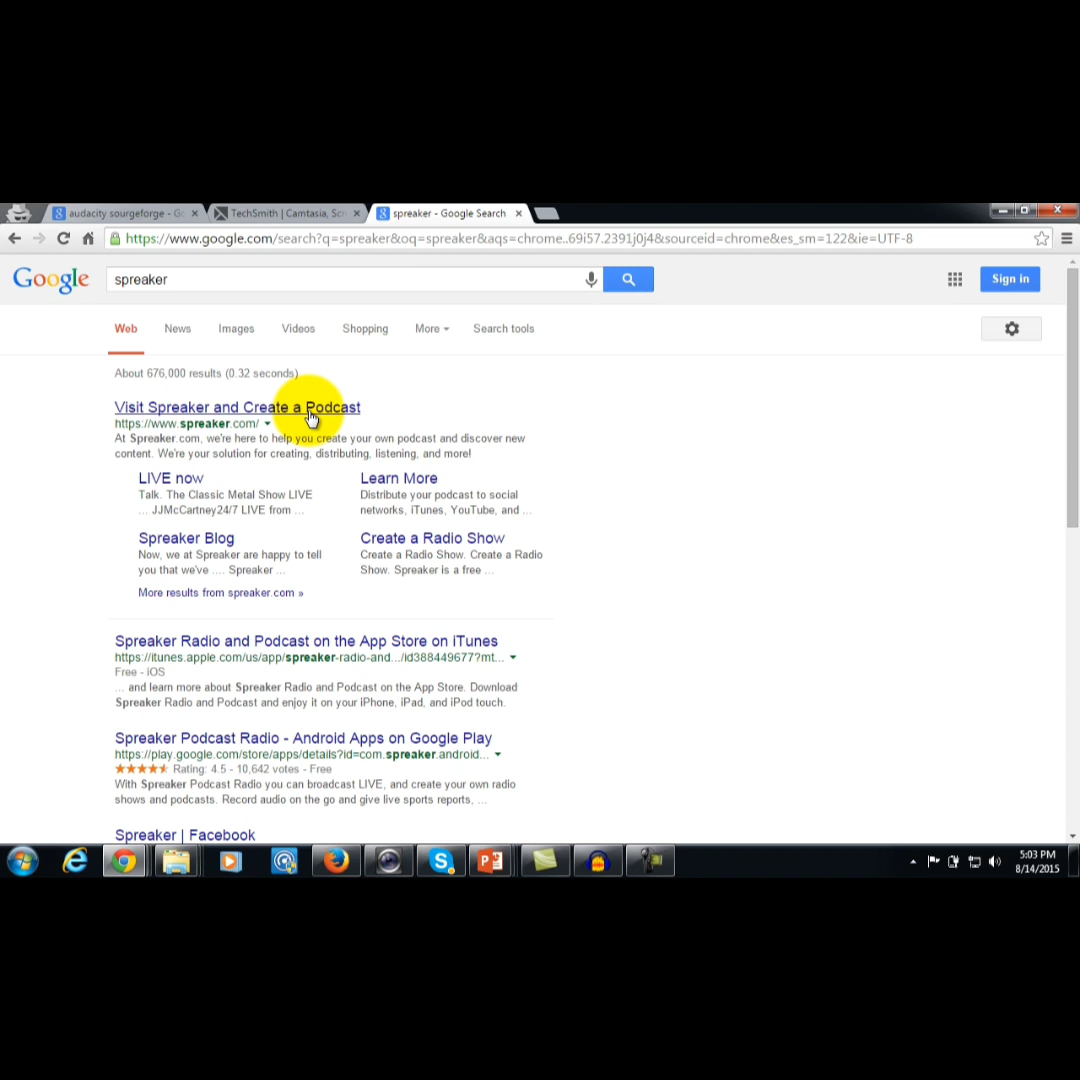 audacity sourgeforge - Go
TechSmith | Camtasia, Scr
spreaker - Google Search
https://www.google.com/search?q=spreaker&oq=spreaker&aqs=chrome..69i57.2391j0j4&sourceid=chrome&es_sm=122&ie=UTF-8
Google
spreaker
Sign in
Web News Images Videos Shopping More Search tools
About 676,000 results (0.32 seconds)
Visit Spreaker and Create a Podcast
https://www.spreaker.com/
At Spreaker.com, we're here to help you create your own podcast and discover new
content. We're your solution for creating, distributing, listening, and more!
LIVE now
Talk. The Classic Metal Show LIVE
... JJMcCartney24/7 LIVE from ...
Learn More
Distribute your podcast to social
networks, iTunes, YouTube, and ...
Spreaker Blog
Now, we at Spreaker are happy to tell
you that we've .... Spreaker ...
Create a Radio Show
Create a Radio Show. Create a Radio
Show. Spreaker is a free ...
More results from spreaker.com »
Spreaker Radio and Podcast on the App Store on iTunes
https://itunes.apple.com/us/app/spreaker-radio-and.../id388449677?mt...
Free - iOS
... and learn more about Spreaker Radio and Podcast on the App Store. Download
Spreaker Radio and Podcast and enjoy it on your iPhone, iPad, and iPod touch.
Spreaker Podcast Radio - Android Apps on Google Play
https://play.google.com/store/apps/details?id=com.spreaker.android...
Rating: 4.5 - 10,642 votes - Free
With Spreaker Podcast Radio you can broadcast LIVE, and create your own radio
shows and podcasts. Record audio on the go and give live sports reports, ...
Spreaker | Facebook
5:03 PM
8/14/2015